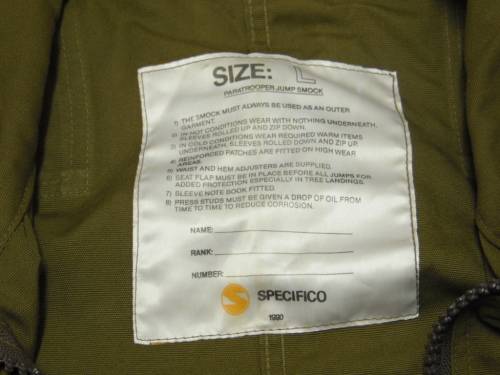 SIZE: L
PARATROOPER JUMP SMOCK
1) THE SMOCK MUST ALWAYS BE USED AS AN OUTER
GARMENT.
2) IN HOT CONDITIONS WEAR WITH NOTHING UNDERNEATH,
SLEEVES ROLLED UP AND ZIP DOWN.
3) IN COLD CONDITIONS WEAR REQUIRED WARM ITEMS
UNDERNEATH, SLEEVES ROLLED DOWN AND ZIP UP.
4) REINFORCED PATCHES ARE FITTED ON HIGH WEAR
AREAS.
5) WAIST AND HEM ADJUSTERS ARE SUPPLIED.
6) SEAT FLAP MUST BE IN PLACE BEFORE ALL JUMPS FOR
ADDED PROTECTION ESPECIALLY IN TREE LANDINGS.
7) SLEEVE NOTE BOOK FITTED.
8) PRESS STUDS MUST BE GIVEN A DROP OF OIL FROM
TIME TO TIME TO REDUCE CORROSION.
NAME:
RANK:
NUMBER:
SPECIFICO
1990